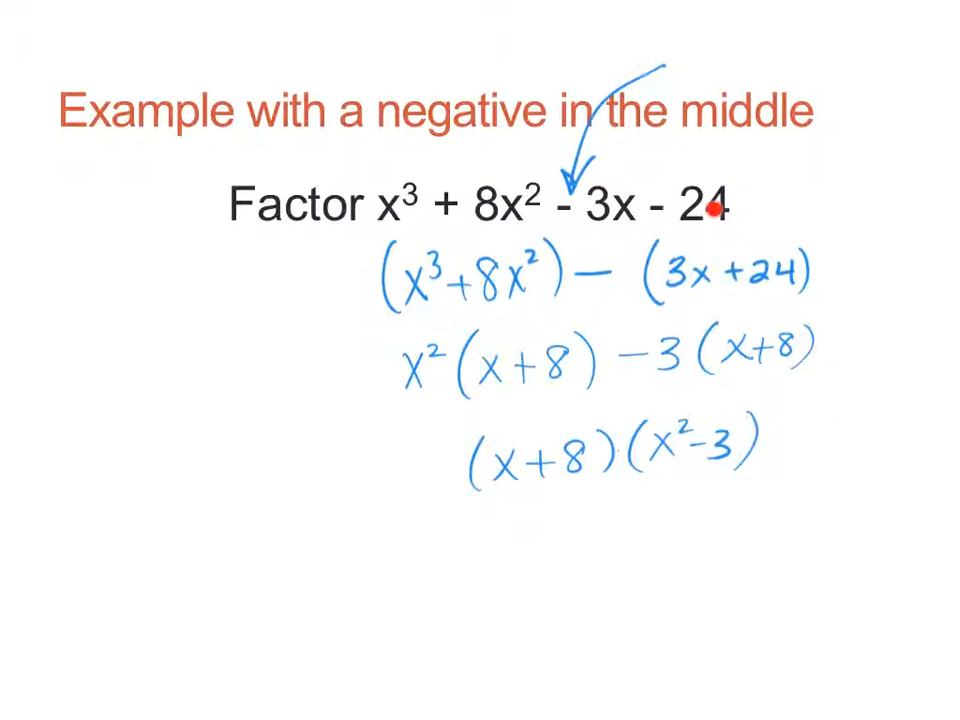 Example with a negative in the middle
Factor x³ + 8x² - 3x - 24
(x³+8x²) − (3x+24)
x²(x+8) −3(x+8)
(x+8)(x²-3)